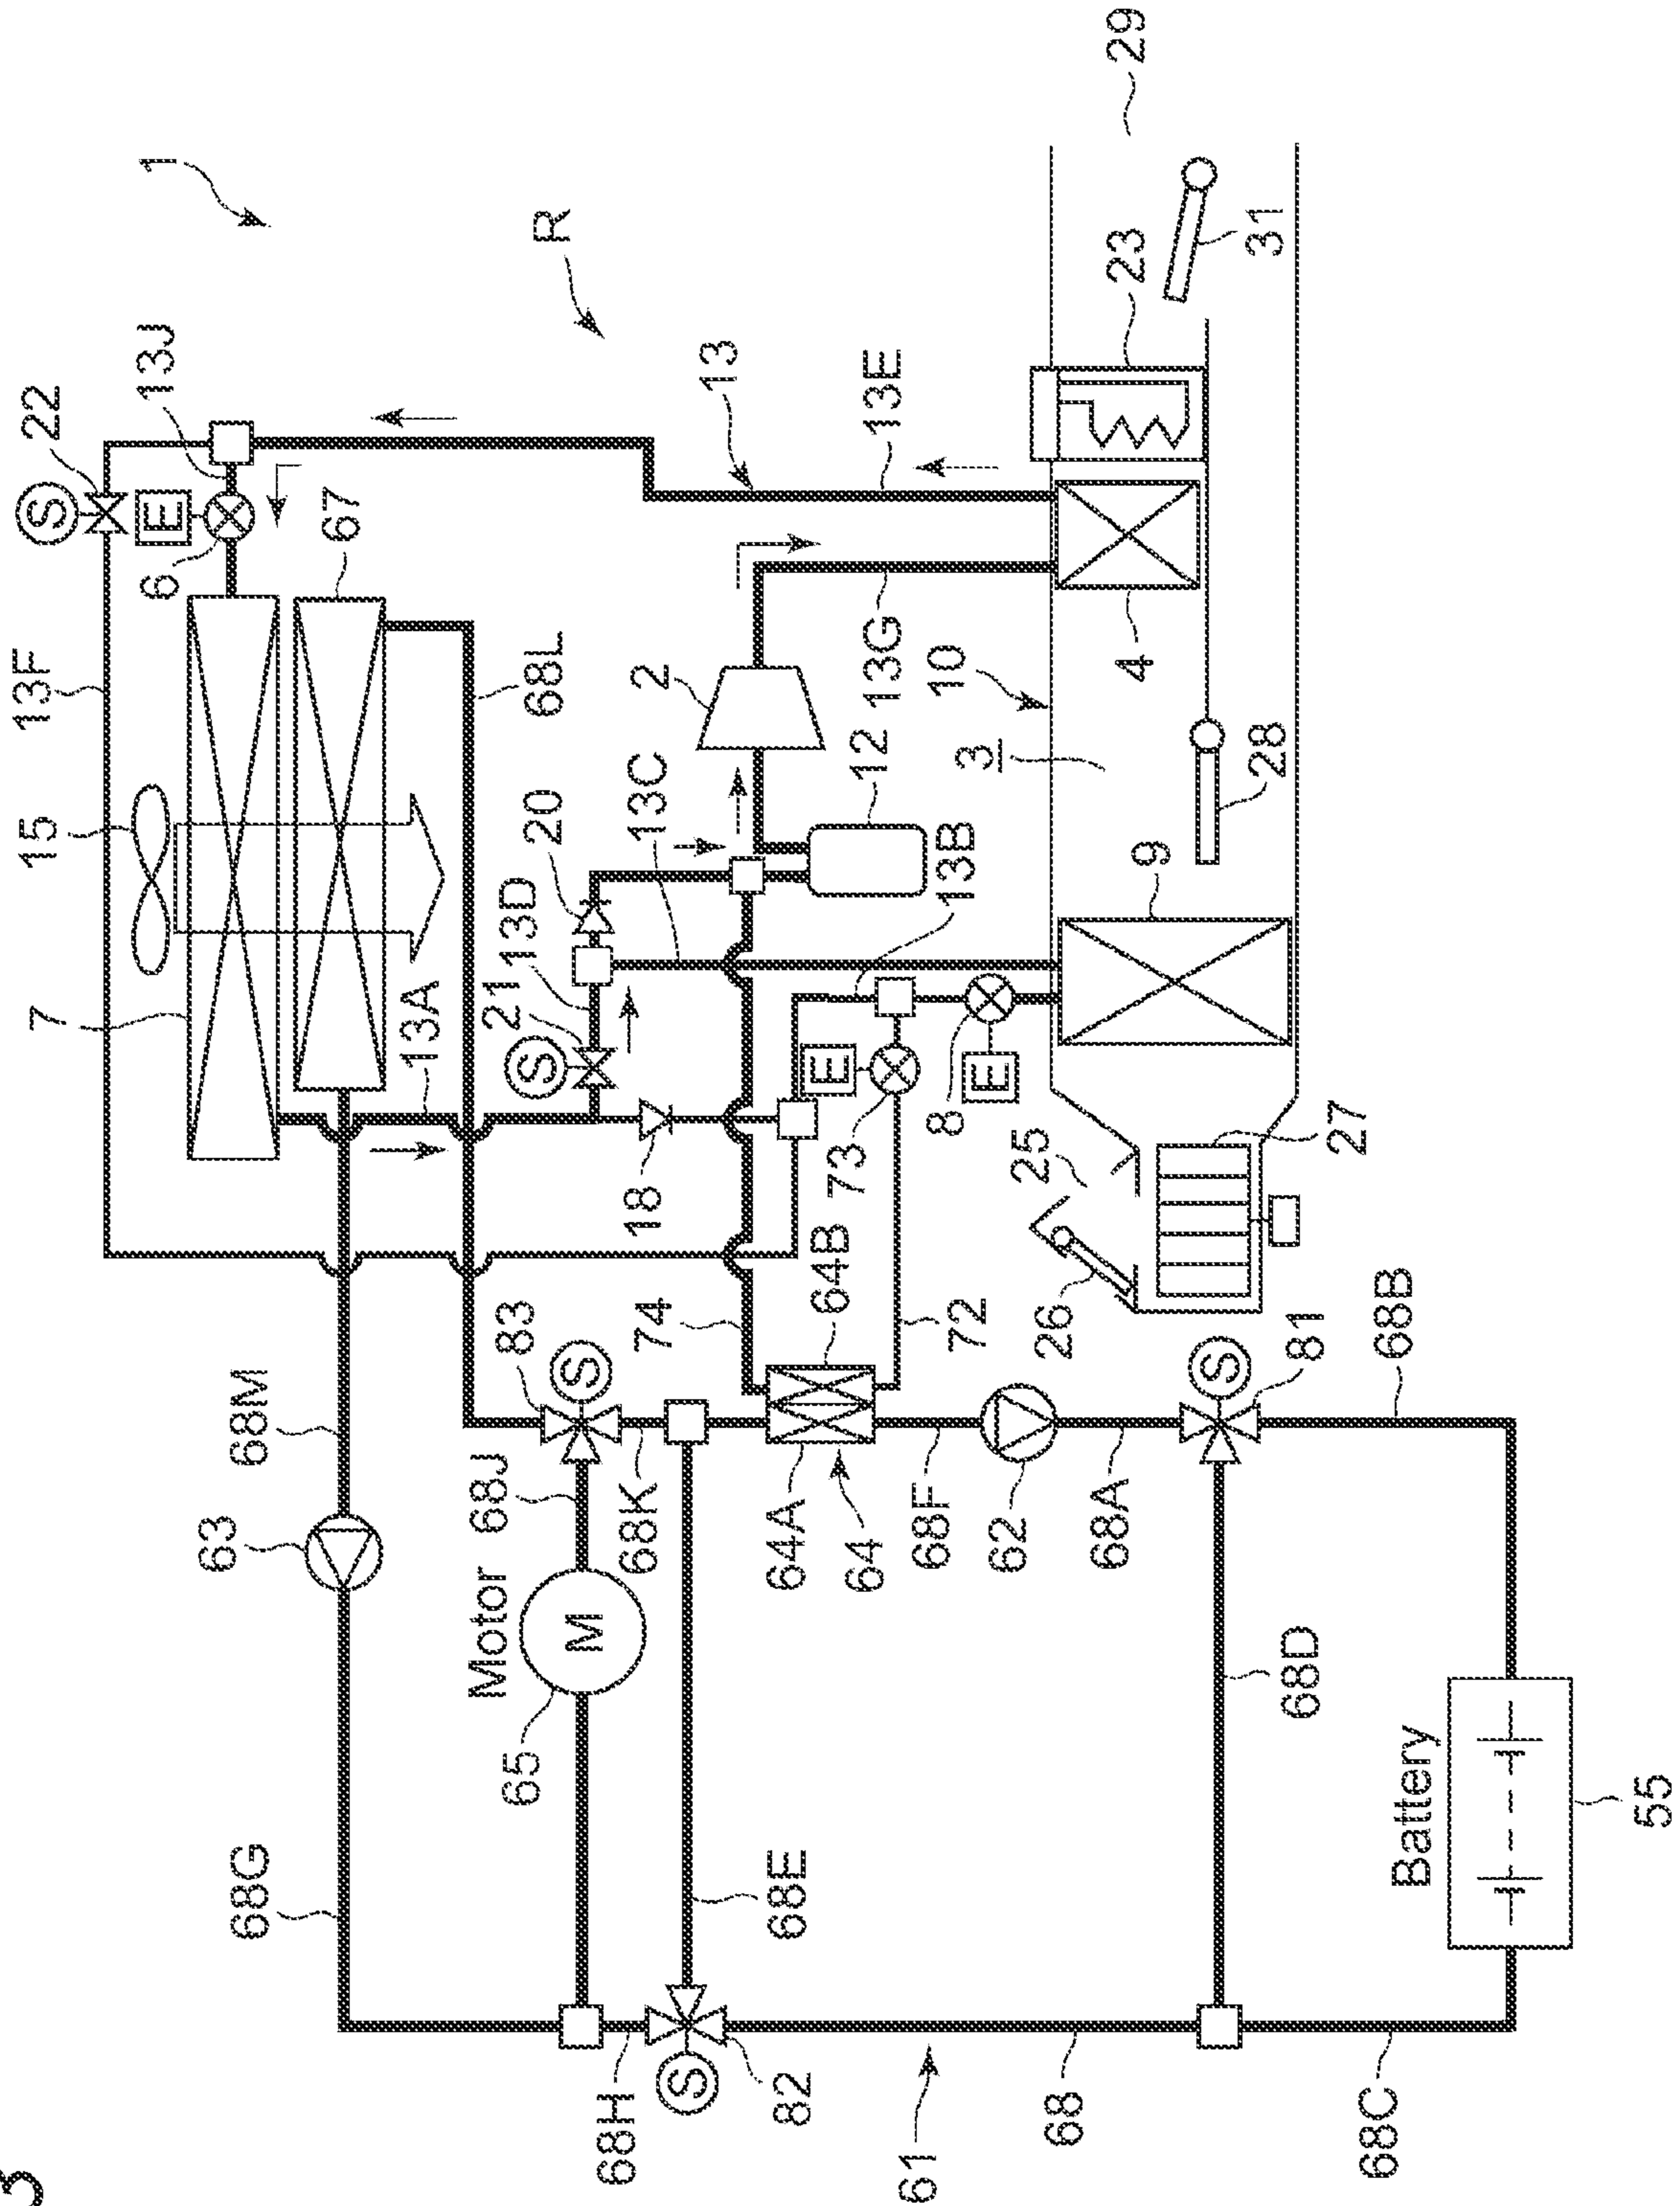 3
15
13F
S
22
7
6
E
13J
1
68G
63
68M
13A
67
Motor
65
M
68J
83
S
21
S
13D
20
68L
R
68H
S
82
68K
74
18
13C
2
13
68E
64A
64B
73
E
12
13G
13E
61
64
68F
72
8
E
13B
10
3
68
62
68A
26
25
9
4
23
29
68D
S
81
27
28
31
68C
Battery
68B
55